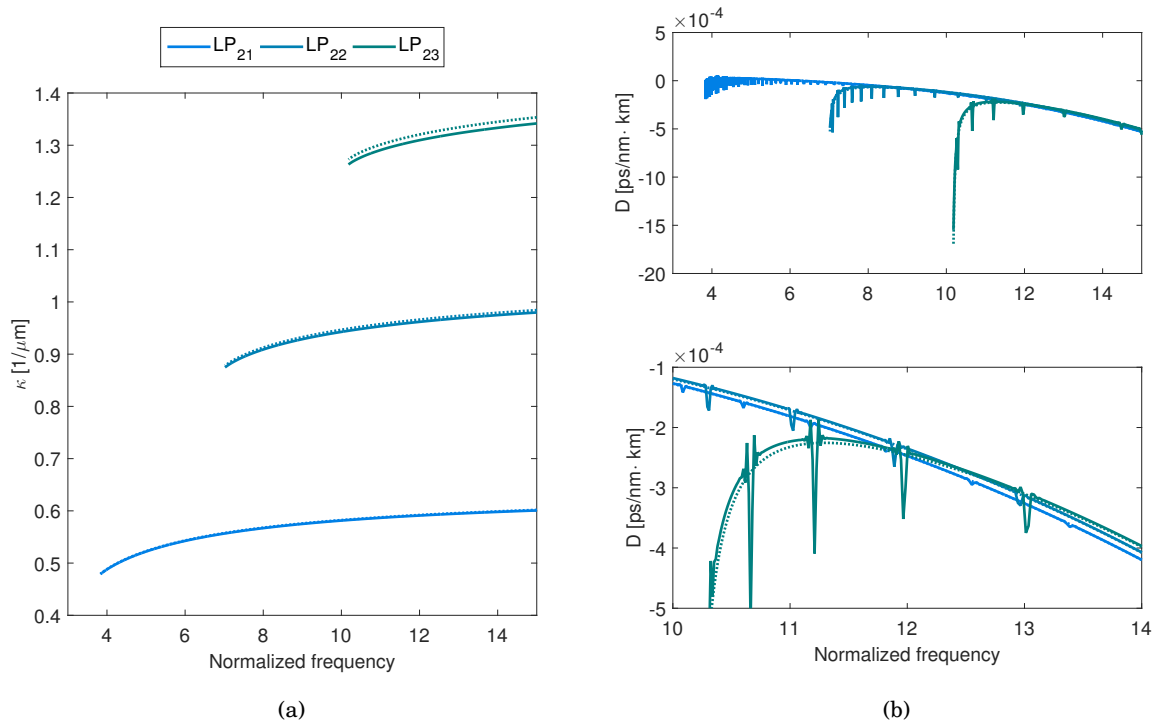 LP21 LP22 LP23
1.4
1.3
1.2
1.1
1
0.9
0.8
0.7
0.6
0.5
0.4
κ [1/μm]
4 6 8 10 12 14
Normalized frequency
(a)
×10-4
5
0
-5
-10
-15
-20
D [ps/nm· km]
4 6 8 10 12 14
×10-4
-1
-2
-3
-4
-5
D [ps/nm· km]
10 11 12 13 14
Normalized frequency
(b)